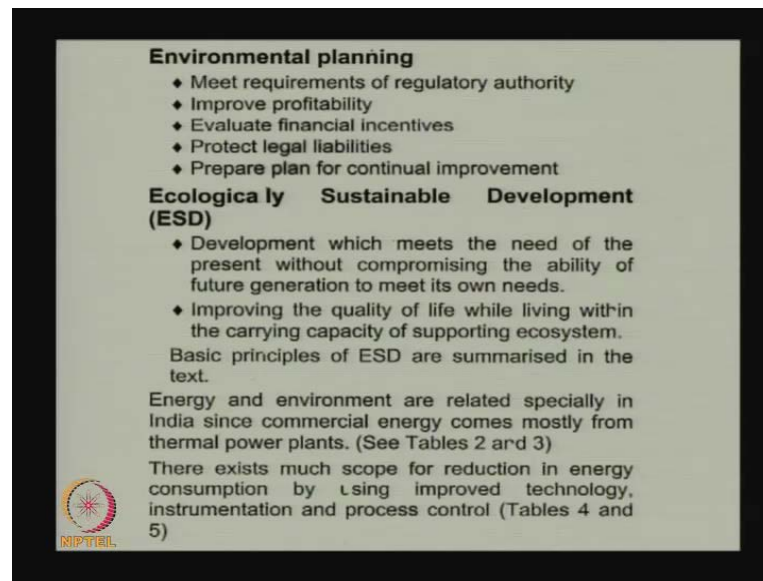 Environmental planning
♦ Meet requirements of regulatory authority
♦ Improve profitability
♦ Evaluate financial incentives
♦ Protect legal liabilities
♦ Prepare plan for continual improvement
Ecologica ly Sustainable Development
(ESD)
♦ Development which meets the need of the
present without compromising the ability of
future generation to meet its own needs.
♦ Improving the quality of life while living within
the carrying capacity of supporting ecosystem.
Basic principles of ESD are summarised in the
text.
Energy and environment are related specially in
India since commercial energy comes mostly from
thermal power plants. (See Tables 2 and 3)
There exists much scope for reduction in energy
consumption by using improved technology,
instrumentation and process control (Tables 4 and
5)
NPTEL